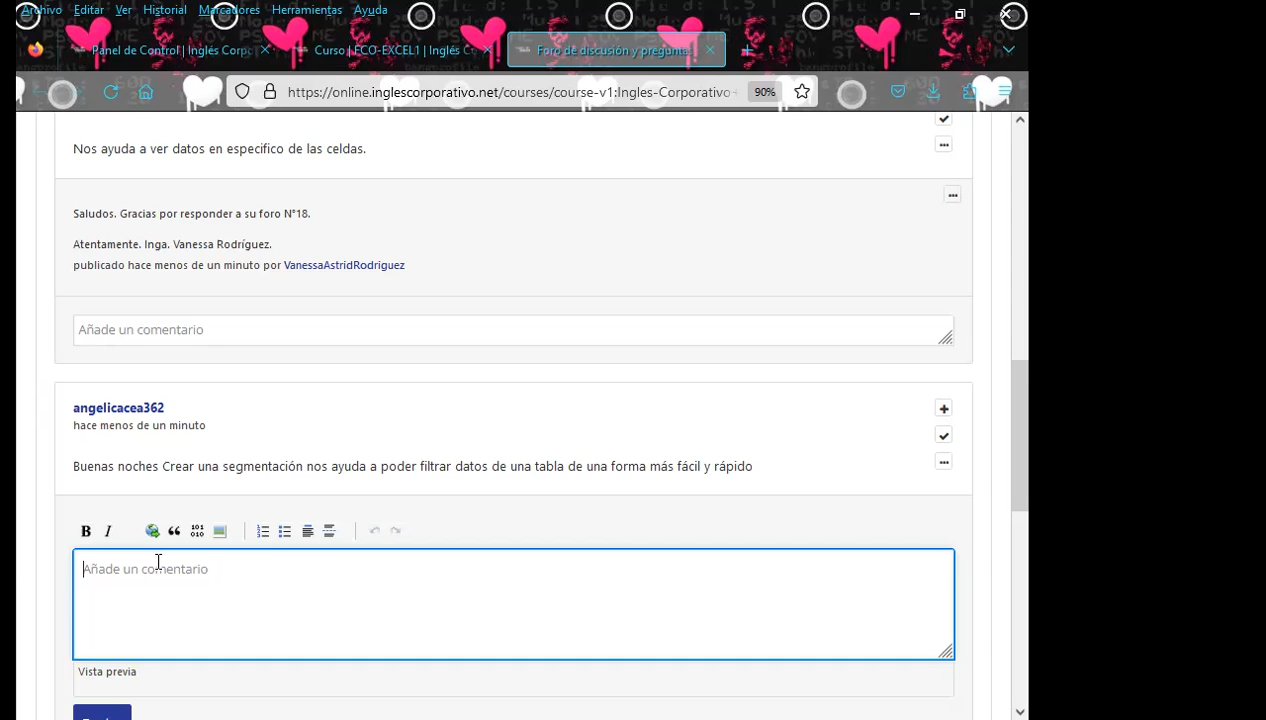 Archivo Editar Ver Historial Marcadores Herramientas Ayuda
Panel de Control | Inglés Corpo
Curso | ECO-EXCEL1 | Inglés C
Foro de discusión y pregunta
https://online.inglescorporativo.net/courses/course-v1:Ingles-Corporativo
90%
Nos ayuda a ver datos en especifico de las celdas.
Saludos. Gracias por responder a su foro N°18.
Atentamente. Inga. Vanessa Rodríguez.
publicado hace menos de un minuto por VanessaAstridRodriguez
Añade un comentario
angelicacea362
hace menos de un minuto
Buenas noches Crear una segmentación nos ayuda a poder filtrar datos de una tabla de una forma más fácil y rápido
B I
Añade un comentario
Vista previa